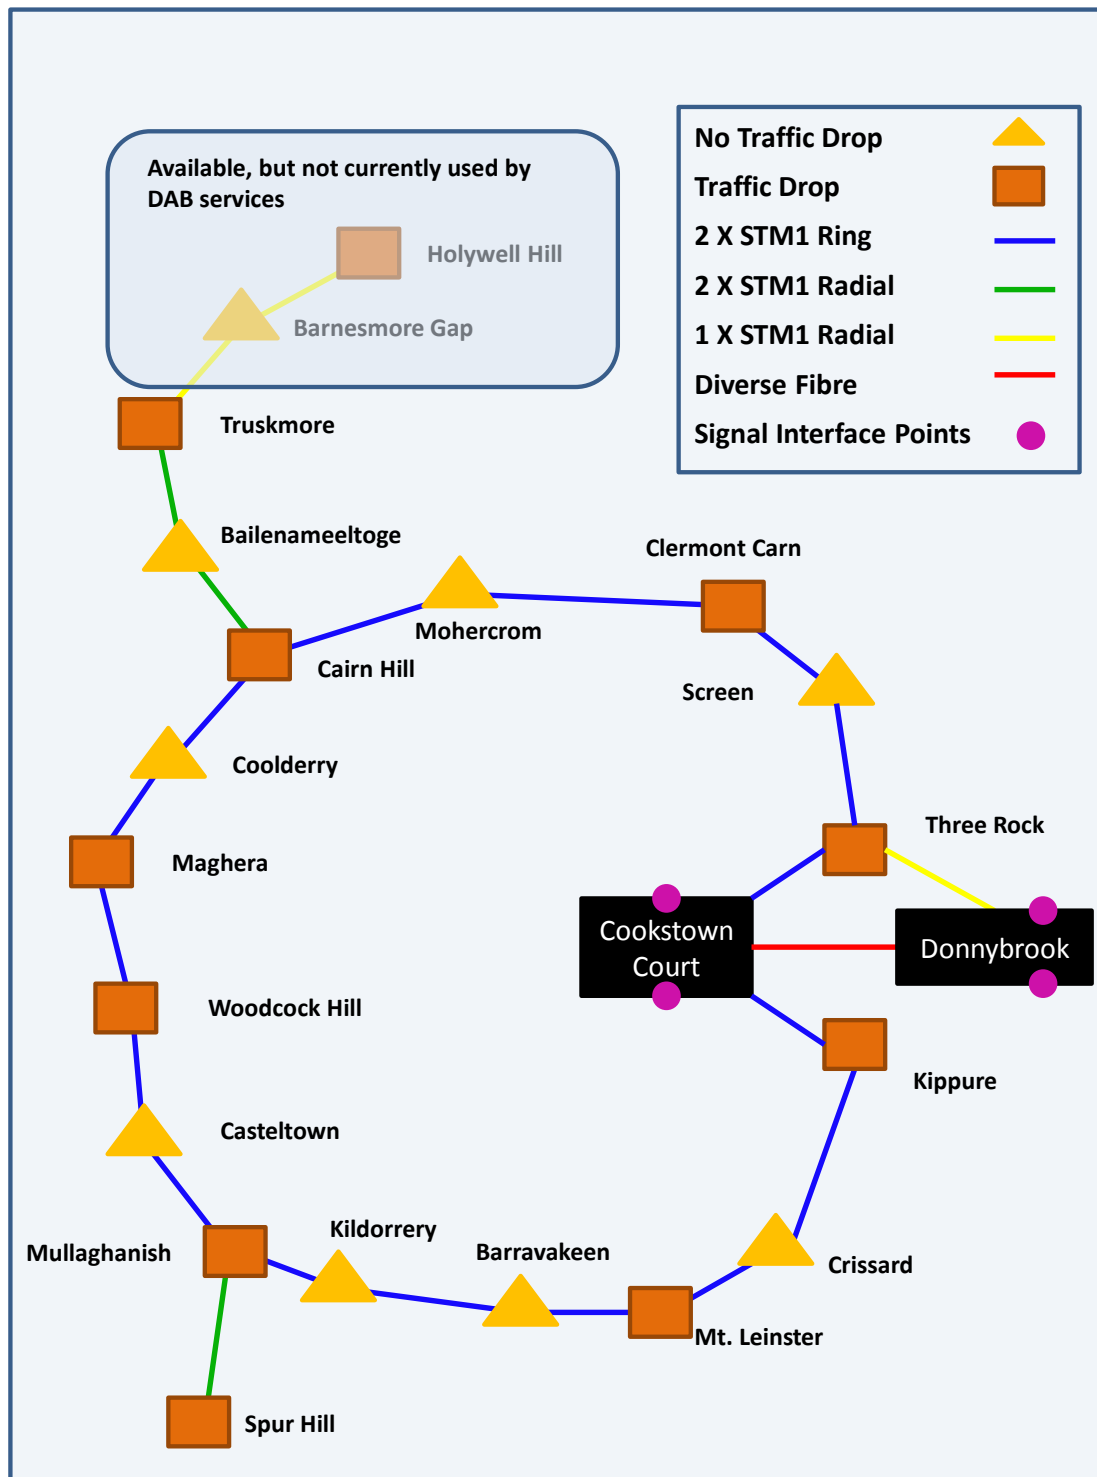 Available, but not currently used by
DAB services
Holywell Hill
Barnesmore Gap
No Traffic Drop
Traffic Drop
2 X STM1 Ring
2 X STM1 Radial
1 X STM1 Radial
Diverse Fibre
Signal Interface Points
Truskmore
Bailenameeltoge
Clermont Carn
Mohercrom
Cairn Hill
Screen
Coolderry
Three Rock
Maghera
Cookstown
Court
Donnybrook
Woodcock Hill
Kippure
Casteltown
Kildorrery
Mullaghanish
Barravakeen
Crissard
Mt. Leinster
Spur Hill